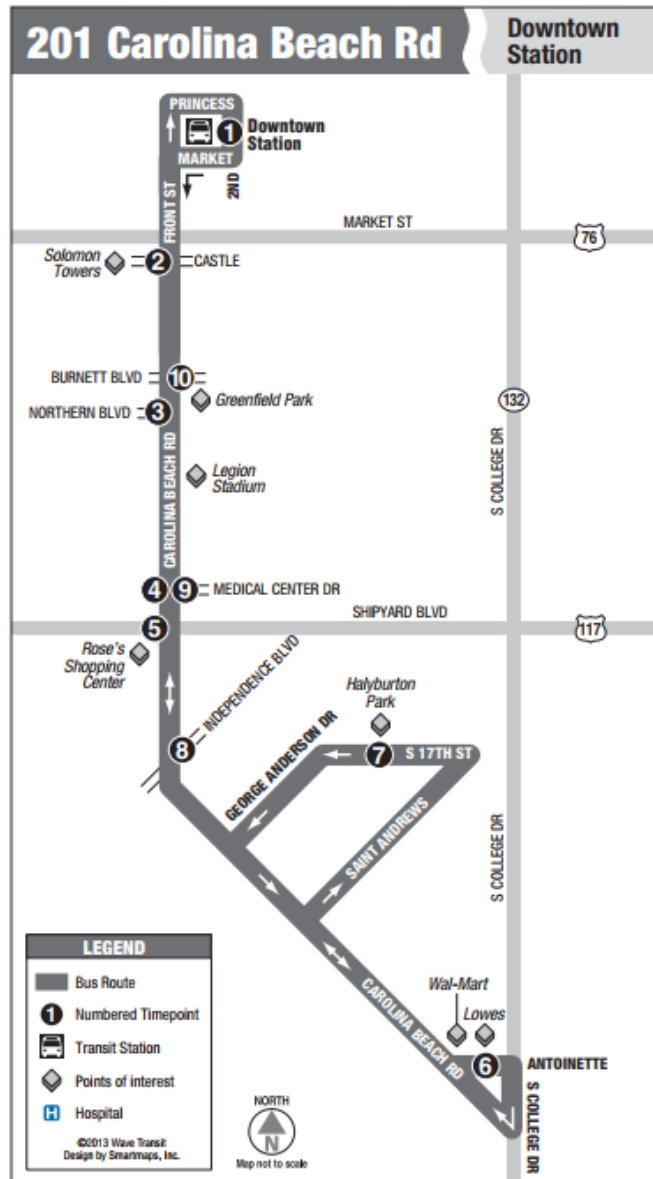 201 Carolina Beach Rd
Downtown
Station
PRINCESS
1
Downtown
Station
MARKET
2ND
FRONT ST
MARKET ST
76
Solomon
Towers
2
CASTLE
BURNETT BLVD
10
Greenfield Park
132
NORTHERN BLVD
3
CAROLINA BEACH RD
Legion
Stadium
S COLLEGE DR
4
9
MEDICAL CENTER DR
5
SHIPYARD BLVD
117
Rose's
Shopping
Center
INDEPENDENCE BLVD
8
Halyburton
Park
GEORGE ANDERSON DR
7
S 17TH ST
SAINT ANDREWS
S COLLEGE DR
CAROLINA BEACH RD
Wal-Mart
Lowes
6
ANTOINETTE
S COLLEGE DR
LEGEND
Bus Route
1
Numbered Timepoint
Transit Station
Points of interest
H
Hospital
©2013 Wave Transit
Design by Smartmaps, Inc.
NORTH
N
Map not to scale